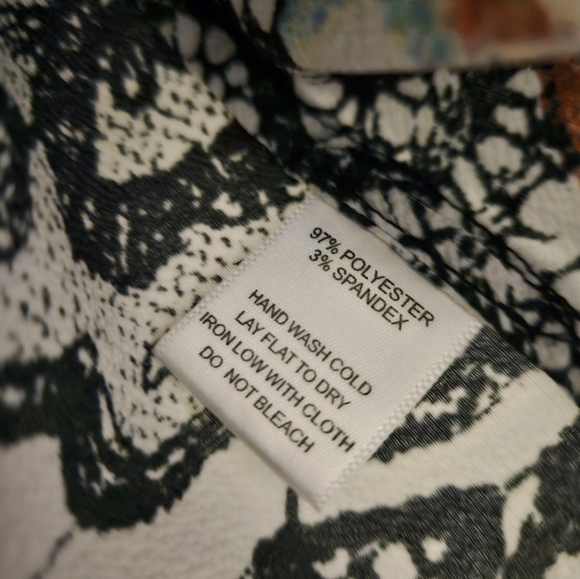 97% POLYESTER
3% SPANDEX
HAND WASH COLD
LAY FLAT TO DRY
IRON LOW WITH CLOTH
DO NOT BLEACH